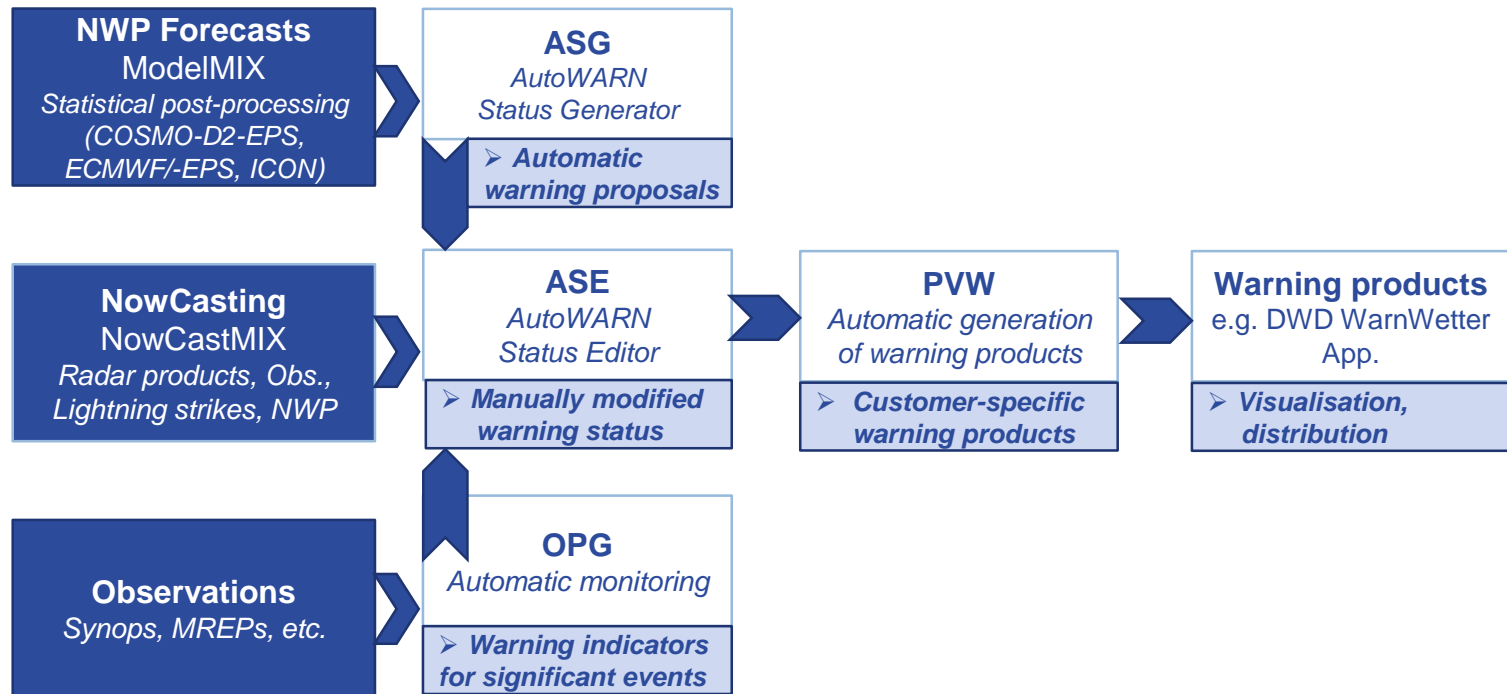 NWP Forecasts
ModelMIX
Statistical post-processing
(COSMO-D2-EPS,
ECMWF/-EPS, ICON)
ASG
AutoWARN
Status Generator
➢ Automatic
warning proposals
NowCasting
NowCastMIX
Radar products, Obs.,
Lightning strikes, NWP
ASE
AutoWARN
Status Editor
➢ Manually modified
warning status
PVW
Automatic generation
of warning products
➢ Customer-specific
warning products
Warning products
e.g. DWD WarnWetter
App.
➢ Visualisation,
distribution
Observations
Synops, MREPs, etc.
OPG
Automatic monitoring
➢ Warning indicators
for significant events